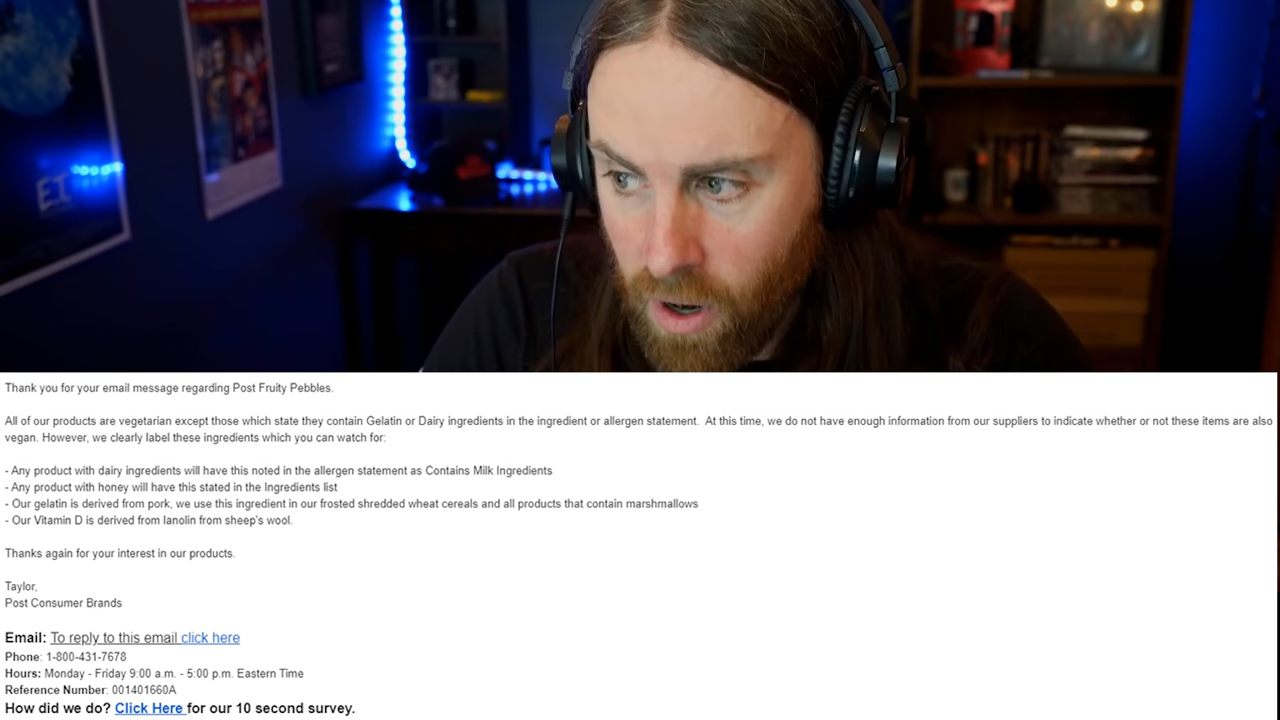 EI
Thank you for your email message regarding Post Fruity Pebbles.
All of our products are vegetarian except those which state they contain Gelatin or Dairy ingredients in the ingredient or allergen statement.  At this time, we do not have enough information from our suppliers to indicate whether or not these items are also
vegan. However, we clearly label these ingredients which you can watch for:
- Any product with dairy ingredients will have this noted in the allergen statement as Contains Milk Ingredients
- Any product with honey will have this stated in the Ingredients list
- Our gelatin is derived from pork, we use this ingredient in our frosted shredded wheat cereals and all products that contain marshmallows
- Our Vitamin D is derived from lanolin from sheep's wool.
Thanks again for your interest in our products.
Taylor,
Post Consumer Brands
Email: To reply to this email click here
Phone: 1-800-431-7678
Hours: Monday - Friday 9:00 a.m. - 5:00 p.m. Eastern Time
Reference Number: 001401660A
How did we do? Click Here for our 10 second survey.